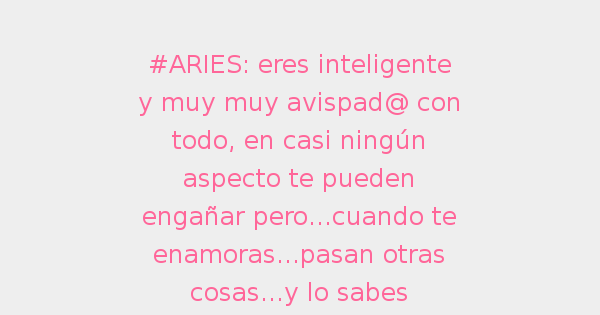 #ARIES: eres inteligente
y muy muy avispad@ con
todo, en casi ningún
aspecto te pueden
engañar pero...cuando te
enamoras...pasan otras
cosas...y lo sabes